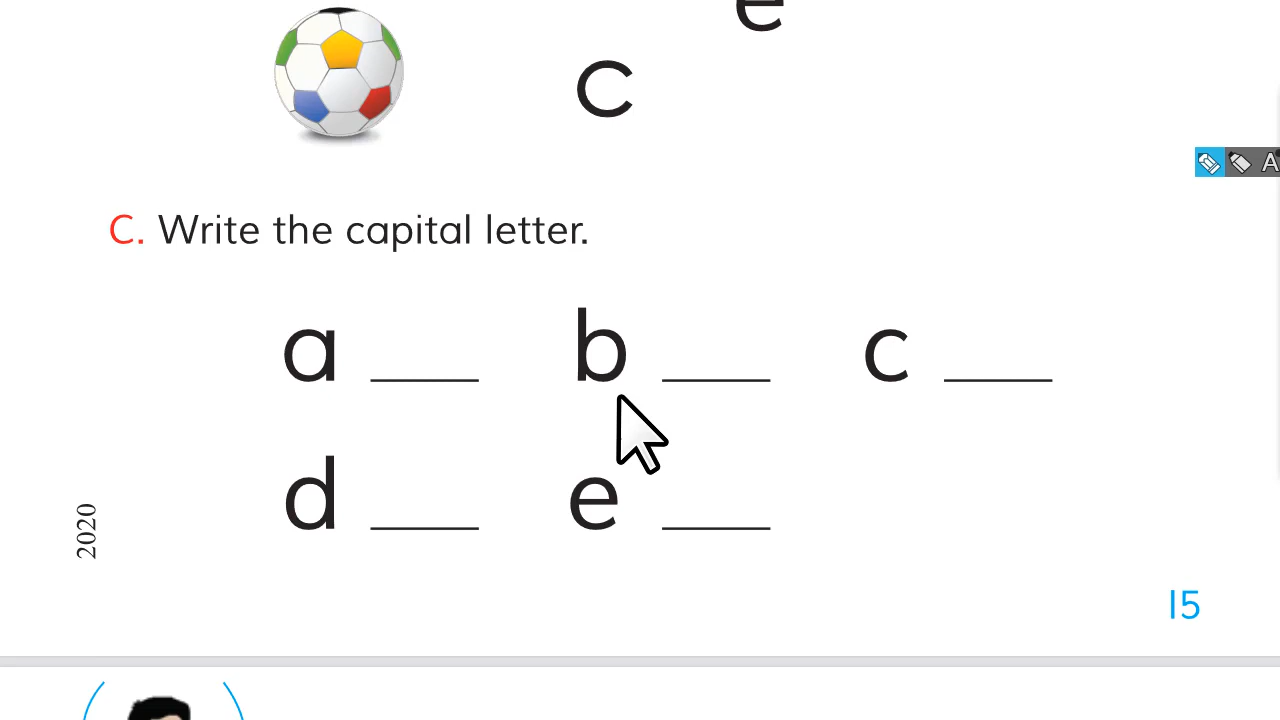 e
c
C. Write the capital letter.
a ____ b ____ c ____
d ____ e ____
2020
15
A